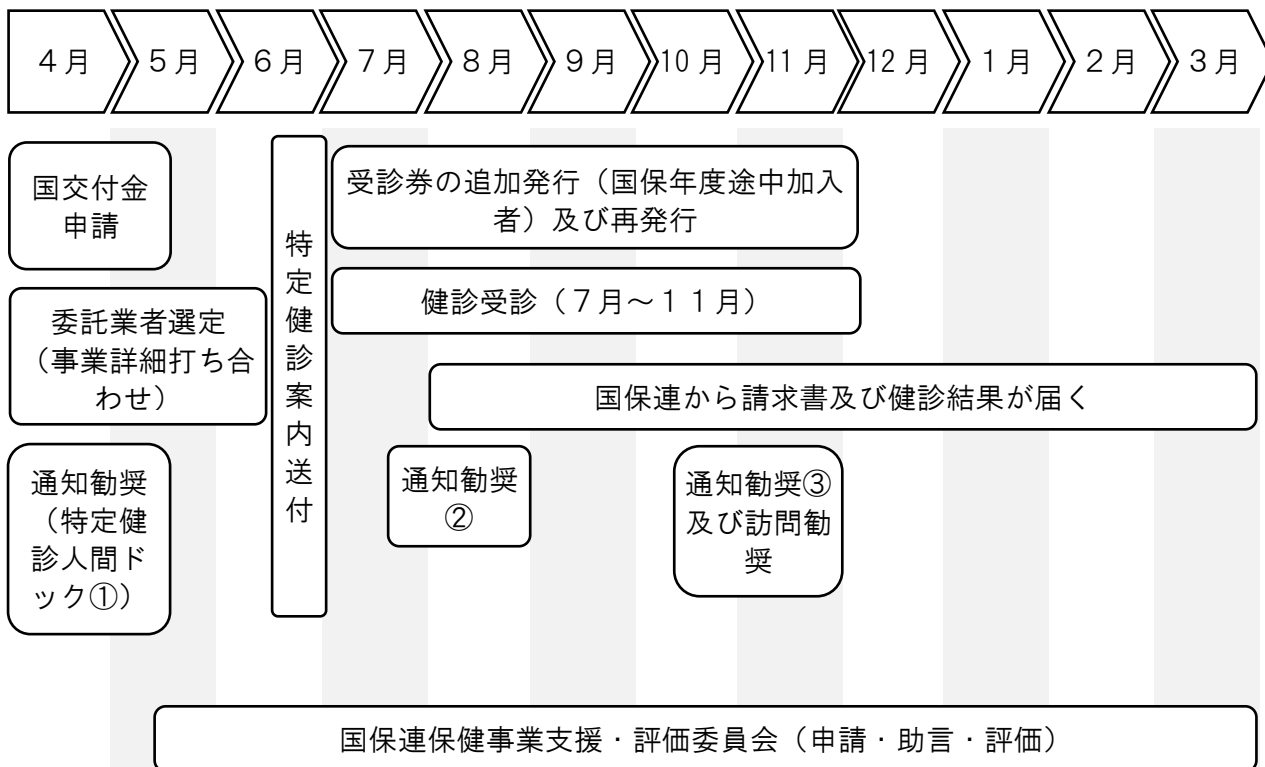 ４月
５月
６月
７月
８月
９月
10月
11月
12月
１月
２月
３月
国交付金
申請
委託業者選定
（事業詳細打ち合
わせ）
通知勧奨
（特定健
診人間ド
ック①）
特
定
健
診
案
内
送
付
受診券の追加発行（国保年度途中加入
者）及び再発行
健診受診（７月～１１月）
国保連から請求書及び健診結果が届く
通知勧奨
②
通知勧奨③
及び訪問勧
奨
国保連保健事業支援・評価委員会（申請・助言・評価）